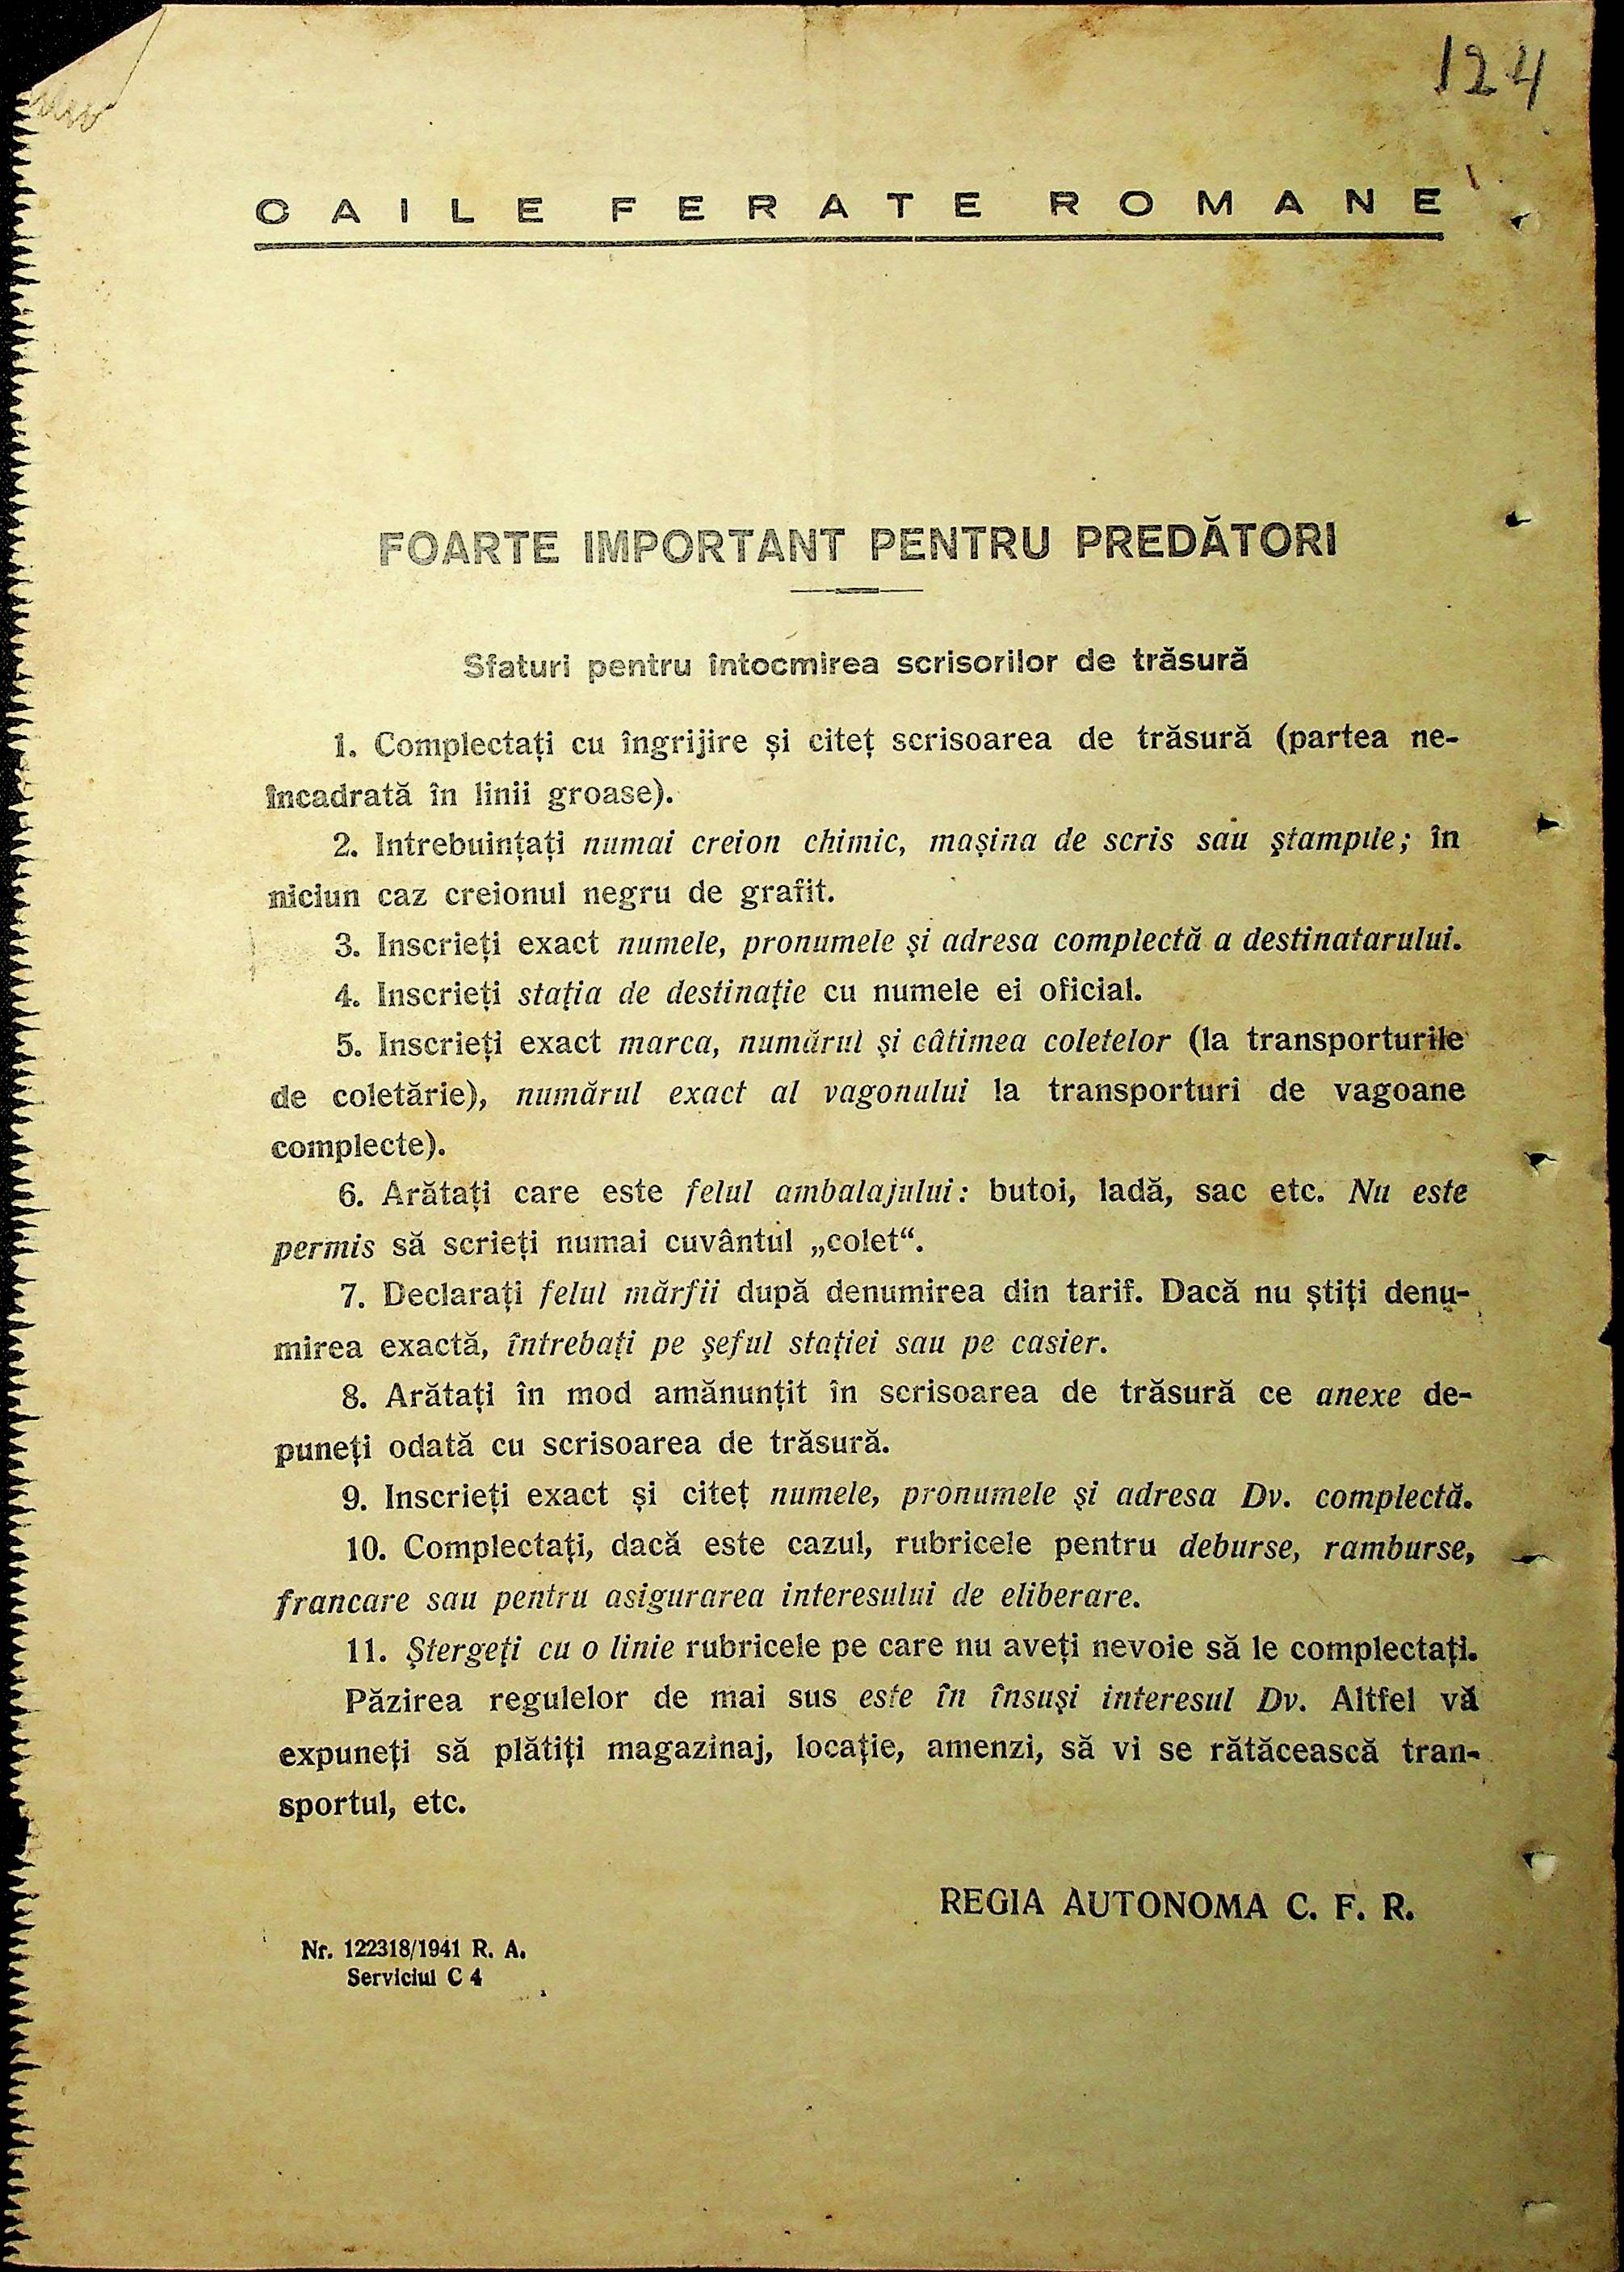 124
CAILE FERATE ROMANE
FOARTE IMPORTANT PENTRU PREDĂTORI
Sfaturi pentru întocmirea scrisorilor de trăsură
1. Complectați cu îngrijire și citeț scrisoarea de trăsură (partea ne-
încadrată în linii groase).
2. Intrebuințați numai creion chimic, mașina de scris sau ștampile; în
niciun caz creionul negru de grafit.
3. Inscrieți exact numele, pronumele și adresa complectă a destinatarului.
4. Inscrieți stația de destinație cu numele ei oficial.
5. Inscrieți exact marca, numărul și câtimea coletelor (la transporturile
de coletărie), numărul exact al vagonului la transporturi de vagoane
complecte).
6. Arătați care este felul ambalajului: butoi, ladă, sac etc. Nu este
permis să scrieți numai cuvântul „colet“.
7. Declarați felul mărfii după denumirea din tarif. Dacă nu știți denu-
mirea exactă, întrebați pe șeful stației sau pe casier.
8. Arătați în mod amănunțit în scrisoarea de trăsură ce anexe de-
puneți odată cu scrisoarea de trăsură.
9. Inscrieți exact și citeț numele, pronumele și adresa Dv. complectă.
10. Complectați, dacă este cazul, rubricele pentru deburse, ramburse,
francare sau pentru asigurarea interesului de eliberare.
11. Ștergeți cu o linie rubricele pe care nu aveți nevoie să le complectați.
Păzirea regulelor de mai sus este în însuși interesul Dv. Altfel vă
expuneți să plătiți magazinaj, locație, amenzi, să vi se rătăcească tran-
sportul, etc.
REGIA AUTONOMA C. F. R.
Nr. 122318/1941 R. A.
Serviciul C 4